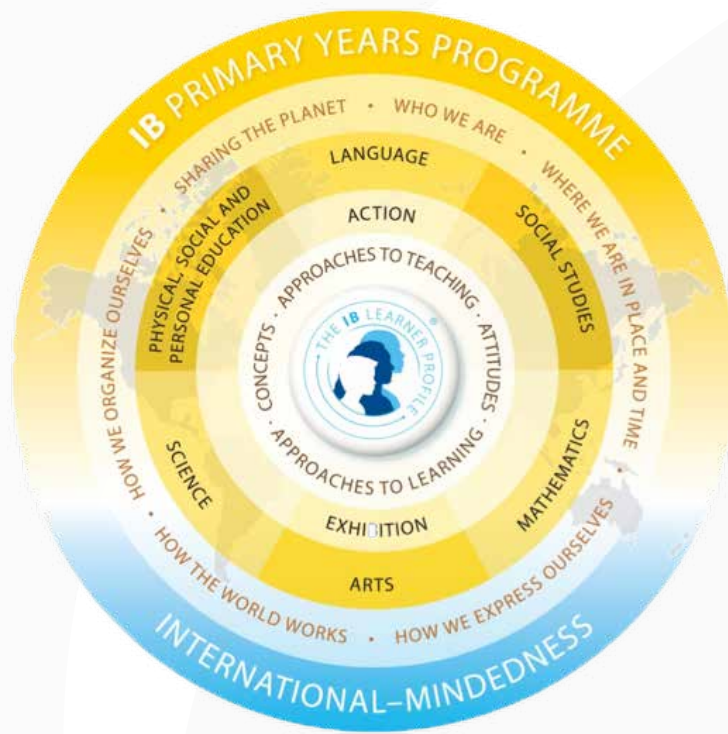 IB PRIMARY YEARS PROGRAMME
SHARING THE PLANET • WHO WE ARE • WHERE WE ARE IN PLACE AND TIME • HOW WE EXPRESS OURSELVES • HOW THE WORLD WORKS • HOW WE ORGANIZE OURSELVES •
LANGUAGE
SOCIAL STUDIES
MATHEMATICS
ARTS
SCIENCE
PHYSICAL, SOCIAL AND
PERSONAL EDUCATION
ACTION
EXHIBITION
APPROACHES TO TEACHING · ATTITUDES · APPROACHES TO LEARNING · CONCEPTS ·
THE IB LEARNER PROFILE ®
INTERNATIONAL–MINDEDNESS